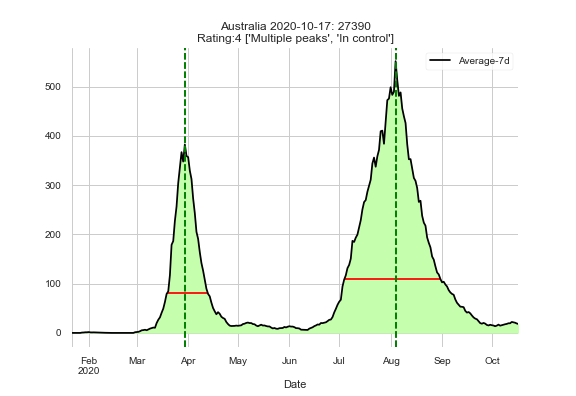 Australia 2020-10-17: 27390
Rating:4 ['Multiple peaks', 'In control']
Average-7d
500
400
300
200
100
0
Feb
2020
Mar
Apr
May
Jun
Jul
Aug
Sep
Oct
Date